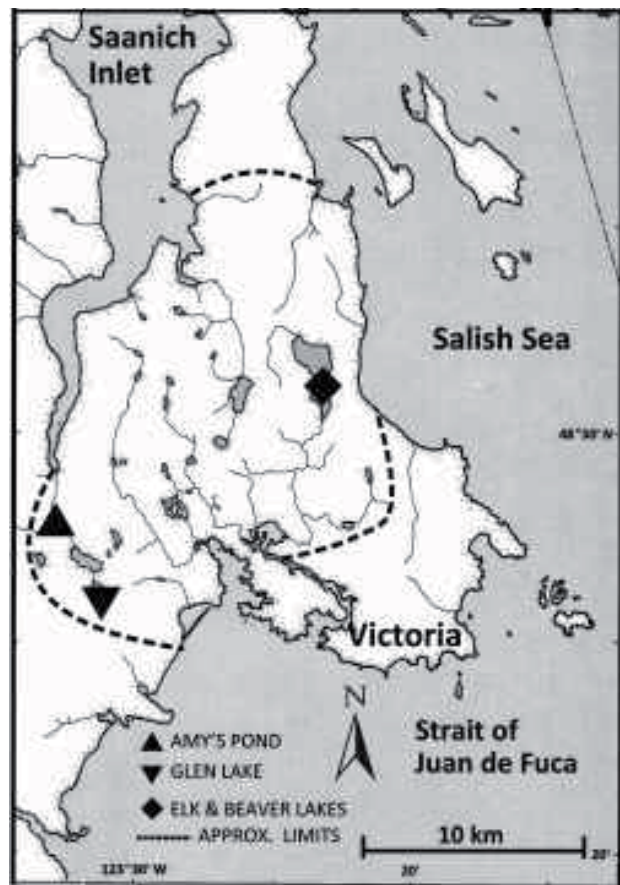 Saanich
Inlet
Salish Sea
48°30' N
Victoria
N
Strait of
Juan de Fuca
AMY'S POND
GLEN LAKE
ELK & BEAVER LAKES
APPROX. LIMITS
10 km
123°30' W
20'
20'